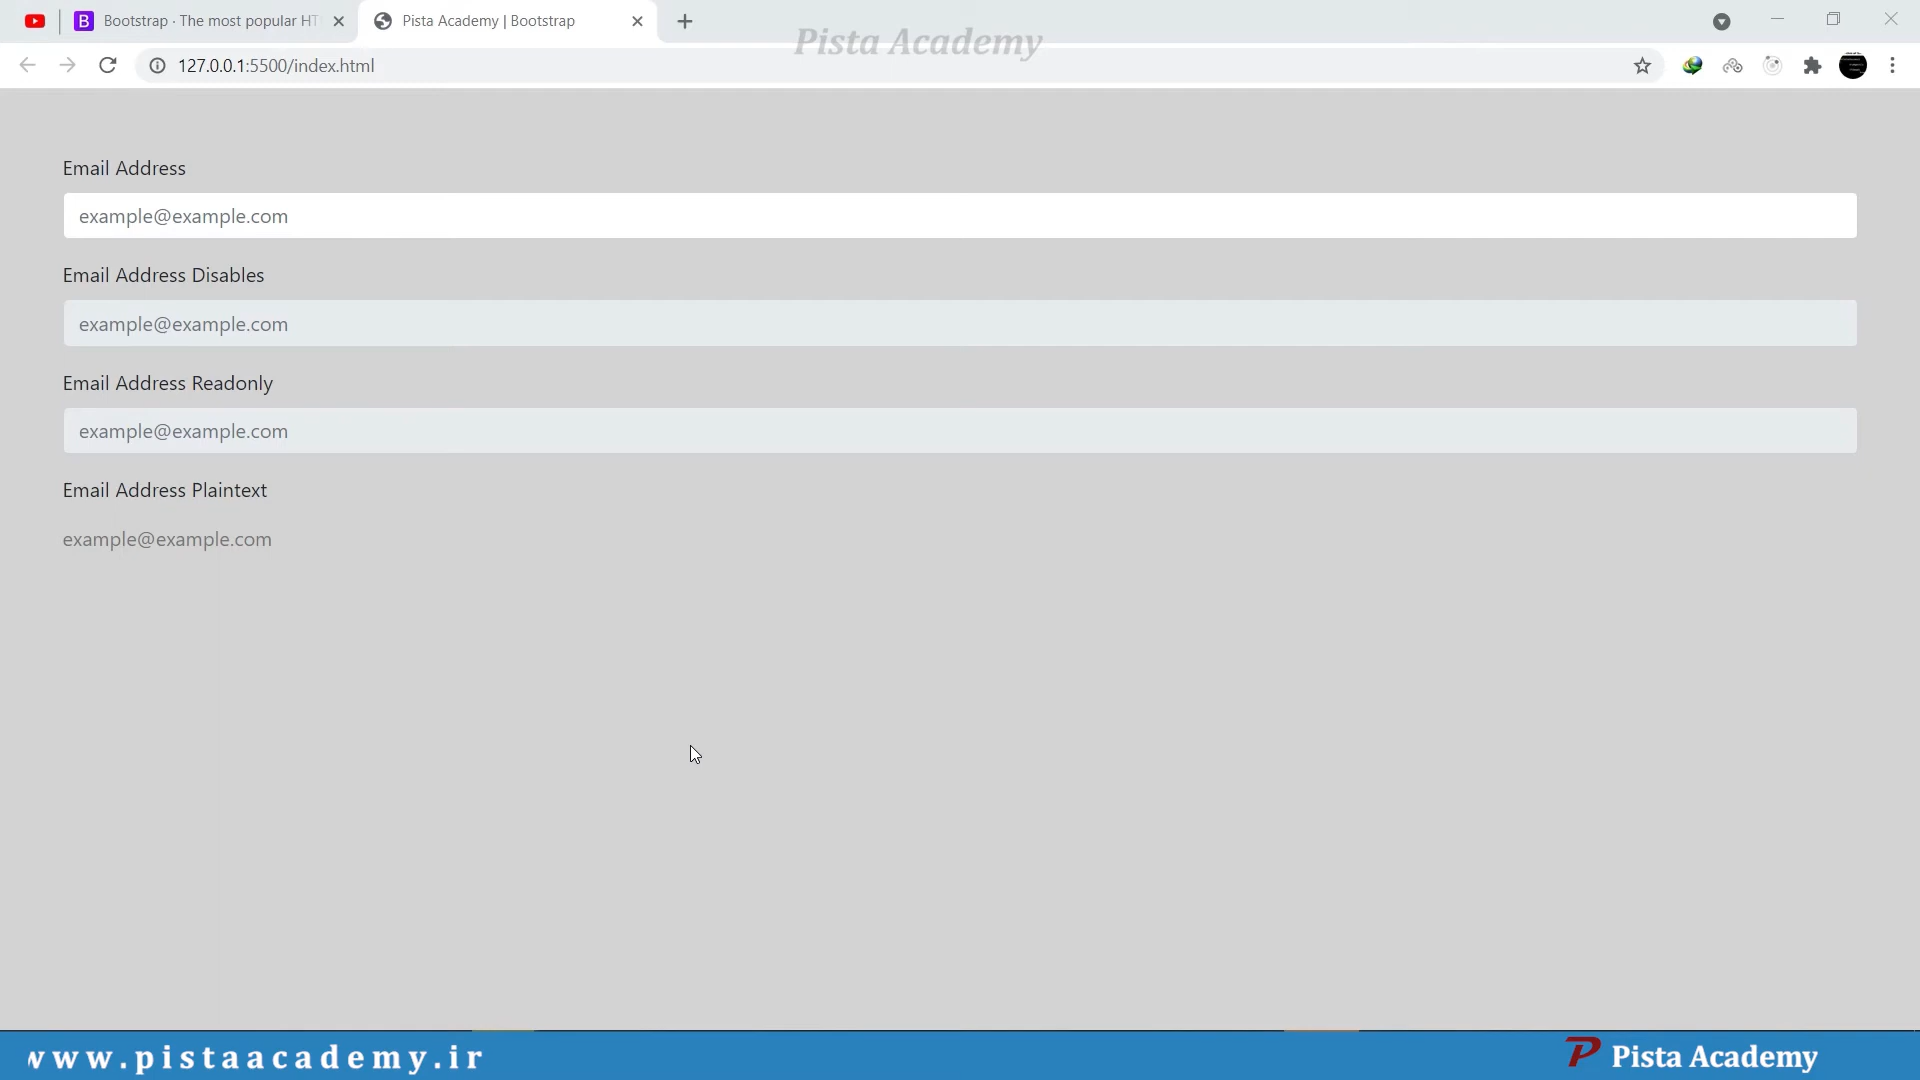 Bootstrap · The most popular HT
Pista Academy | Bootstrap
Pista Academy
127.0.0.1:5500/index.html
Email Address
example@example.com
Email Address Disables
example@example.com
Email Address Readonly
example@example.com
Email Address Plaintext
example@example.com
www.pistaacademy.ir
Pista Academy